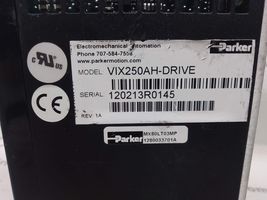 Parker
Electromechanical Automation
Phone 707-584-7558
www.parkermotion.com
MODEL VIX250AH-DRIVE
SERIAL 120213R0145
REV: 1A
CE
Parker
MX80LT03MP
1780033701A